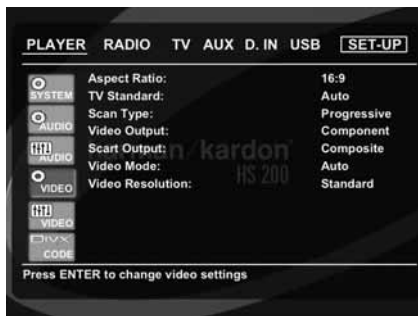 PLAYER RADIO TV AUX D. IN USB SET-UP
SYSTEM
AUDIO
AUDIO
VIDEO
VIDEO
DIVX
CODE
Aspect Ratio: 16:9
TV Standard: Auto
Scan Type: Progressive
Video Output: Component
Scart Output: Composite
Video Mode: Auto
Video Resolution: Standard
harman/kardon
HS 200
Press ENTER to change video settings